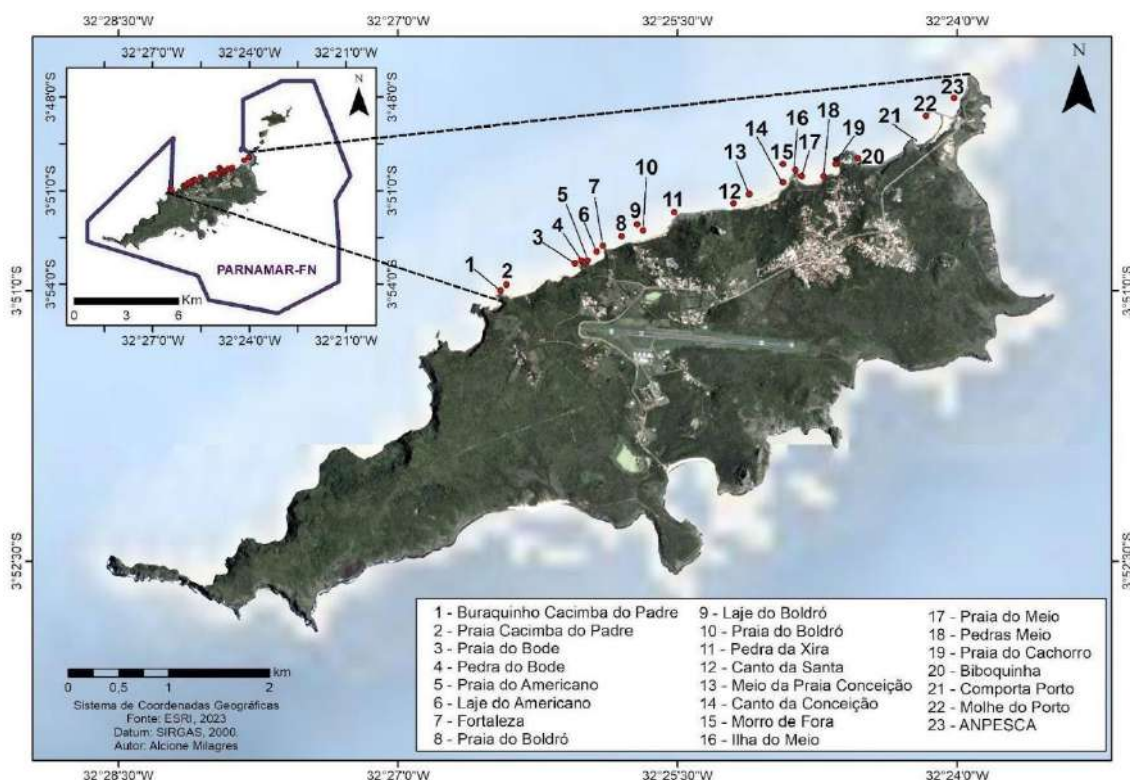 32°28'30"W 32°27'0"W 32°25'30"W 32°24'0"W
32°27'0"W 32°24'0"W 32°21'0"W
N
N
3°48'0"S
3°51'0"S
3°54'0"S
PARNAMAR-FN
Km
0 3 6
3°51'0"S
3°51'0"S
3°52'30"S
3°52'30"S
1
2
3
4
5
6
7
8
9
10
11
12
13
14
15
16
17
18
19
20
21
22
23
km
0 0,5 1 2
Sistema de Coordenadas Geográficas
Fonte: ESRI, 2023
Datum: SIRGAS, 2000.
Autor: Alcione Milagres
1 - Buraquinho Cacimba do Padre
2 - Praia Cacimba do Padre
3 - Praia do Bode
4 - Pedra do Bode
5 - Praia do Americano
6 - Laje do Americano
7 - Fortaleza
8 - Praia do Boldró
9 - Laje do Boldró
10 - Praia do Boldró
11 - Pedra da Xira
12 - Canto da Santa
13 - Meio da Praia Conceição
14 - Canto da Conceição
15 - Morro de Fora
16 - Ilha do Meio
17 - Praia do Meio
18 - Pedras Meio
19 - Praia do Cachorro
20 - Biboquinha
21 - Comporta Porto
22 - Molhe do Porto
23 - ANPESCA
32°28'30"W 32°27'0"W 32°25'30"W 32°24'0"W